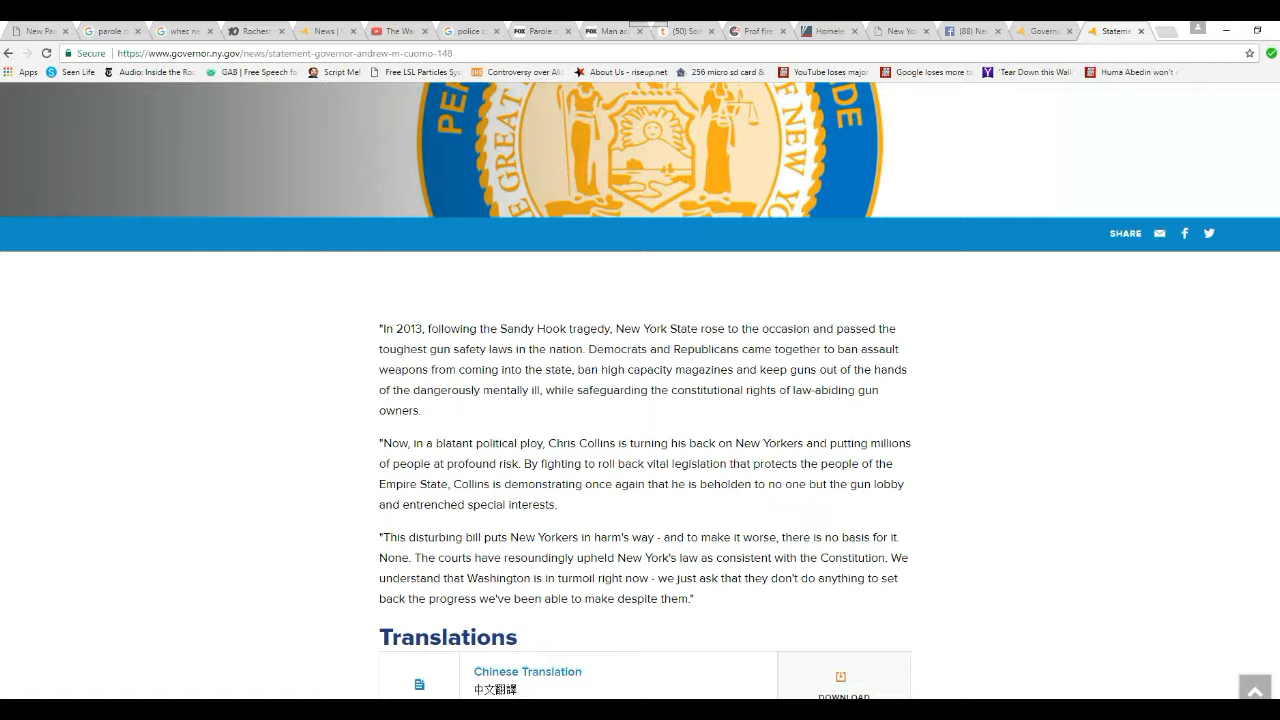 New Pa
parole o
whec ne
Rochest
News | 
The Wa
police c
Parole o
Man ac
(50) So
Prof fire
Homele
New Yo
(88) Ne
Governo
Stateme
Secure
https://www.governor.ny.gov/news/statement-governor-andrew-m-cuomo-148
Apps
Seen Life
Audio: Inside the Ro
GAB | Free Speech fo
Script Me!
Free LSL Particles Sys
Controversy over Alic
About Us - riseup.net
256 micro sd card &
YouTube loses major
Google loses more t
'Tear Down this Wall
Huma Abedin won't
PER
GREAT
NEW YO
DE
SHARE
"In 2013, following the Sandy Hook tragedy, New York State rose to the occasion and passed the
toughest gun safety laws in the nation. Democrats and Republicans came together to ban assault
weapons from coming into the state, ban high capacity magazines and keep guns out of the hands
of the dangerously mentally ill, while safeguarding the constitutional rights of law-abiding gun
owners.
"Now, in a blatant political ploy, Chris Collins is turning his back on New Yorkers and putting millions
of people at profound risk. By fighting to roll back vital legislation that protects the people of the
Empire State, Collins is demonstrating once again that he is beholden to no one but the gun lobby
and entrenched special interests.
"This disturbing bill puts New Yorkers in harm's way - and to make it worse, there is no basis for it.
None. The courts have resoundingly upheld New York's law as consistent with the Constitution. We
understand that Washington is in turmoil right now - we just ask that they don't do anything to set
back the progress we've been able to make despite them."
Translations
Chinese Translation
中文翻譯
DOWNLOAD